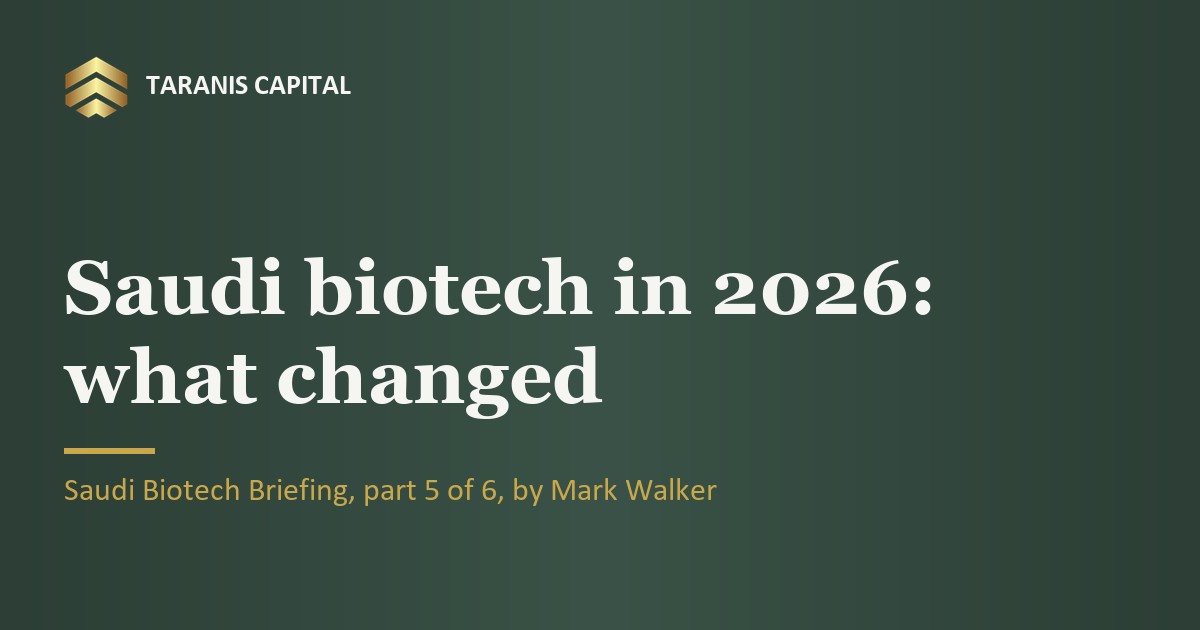 TARANIS CAPITAL
Saudi biotech in 2026:
what changed
Saudi Biotech Briefing, part 5 of 6, by Mark Walker